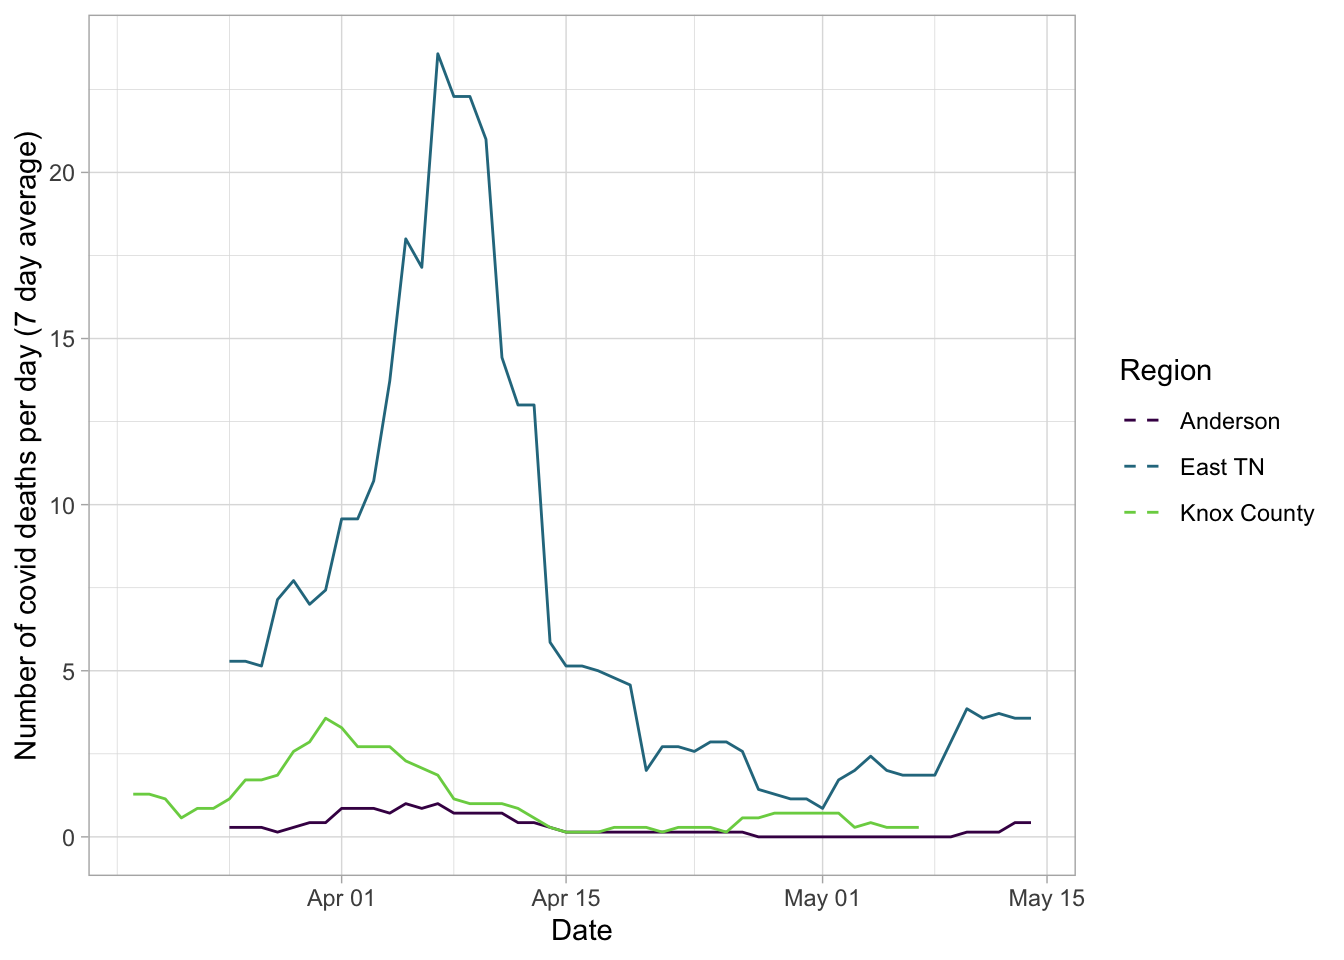 Number of covid deaths per day (7 day average)
20
15
10
5
0
Apr 01
Apr 15
May 01
May 15
Date
Region
Anderson
East TN
Knox County